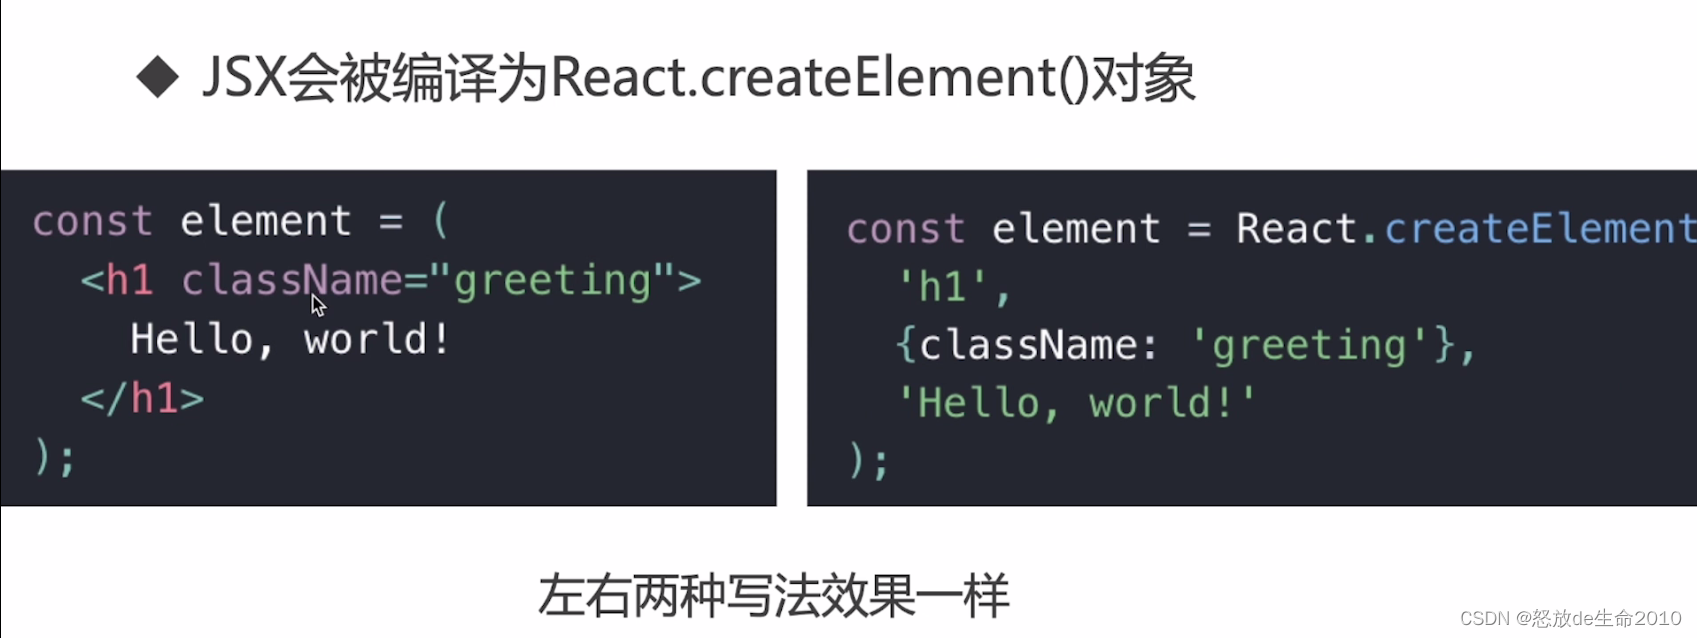 ◆ JSX会被编译为React.createElement()对象
const element = (
<h1 className="greeting">
Hello, world!
</h1>
);
const element = React.createElement
'h1',
{className: 'greeting'},
'Hello, world!'
);
左右两种写法效果一样
CSDN @怒放de生命2010